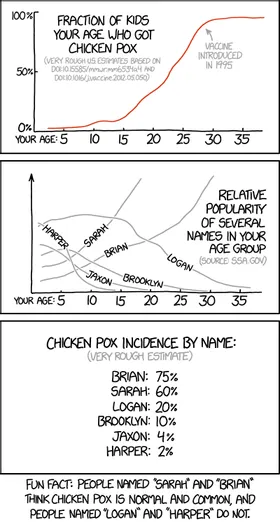 FRACTION OF KIDS
YOUR AGE WHO GOT
CHICKEN POX
(VERY ROUGH U.S. ESTIMATES BASED ON
DOI:10.15585/mmwr.mm6534a4 AND
DOI:10.1016/j.vaccine.2012.05.050)
VACCINE
INTRODUCED
IN 1995
100%
50%
0%
YOUR AGE: 5 10 15 20 25 30 35
RELATIVE
POPULARITY
OF SEVERAL
NAMES IN YOUR
AGE GROUP
(SOURCE: SSA.GOV)
HARPER
SARAH
BRIAN
LOGAN
JAXON
BROOKLYN
YOUR AGE: 5 10 15 20 25 30 35
CHICKEN POX INCIDENCE BY NAME:
(VERY ROUGH ESTIMATE)
BRIAN: 75%
SARAH: 60%
LOGAN: 20%
BROOKLYN: 10%
JAXON: 4%
HARPER: 2%
FUN FACT: PEOPLE NAMED "SARAH" AND "BRIAN"
THINK CHICKEN POX IS NORMAL AND COMMON, AND
PEOPLE NAMED "LOGAN" AND "HARPER" DO NOT.